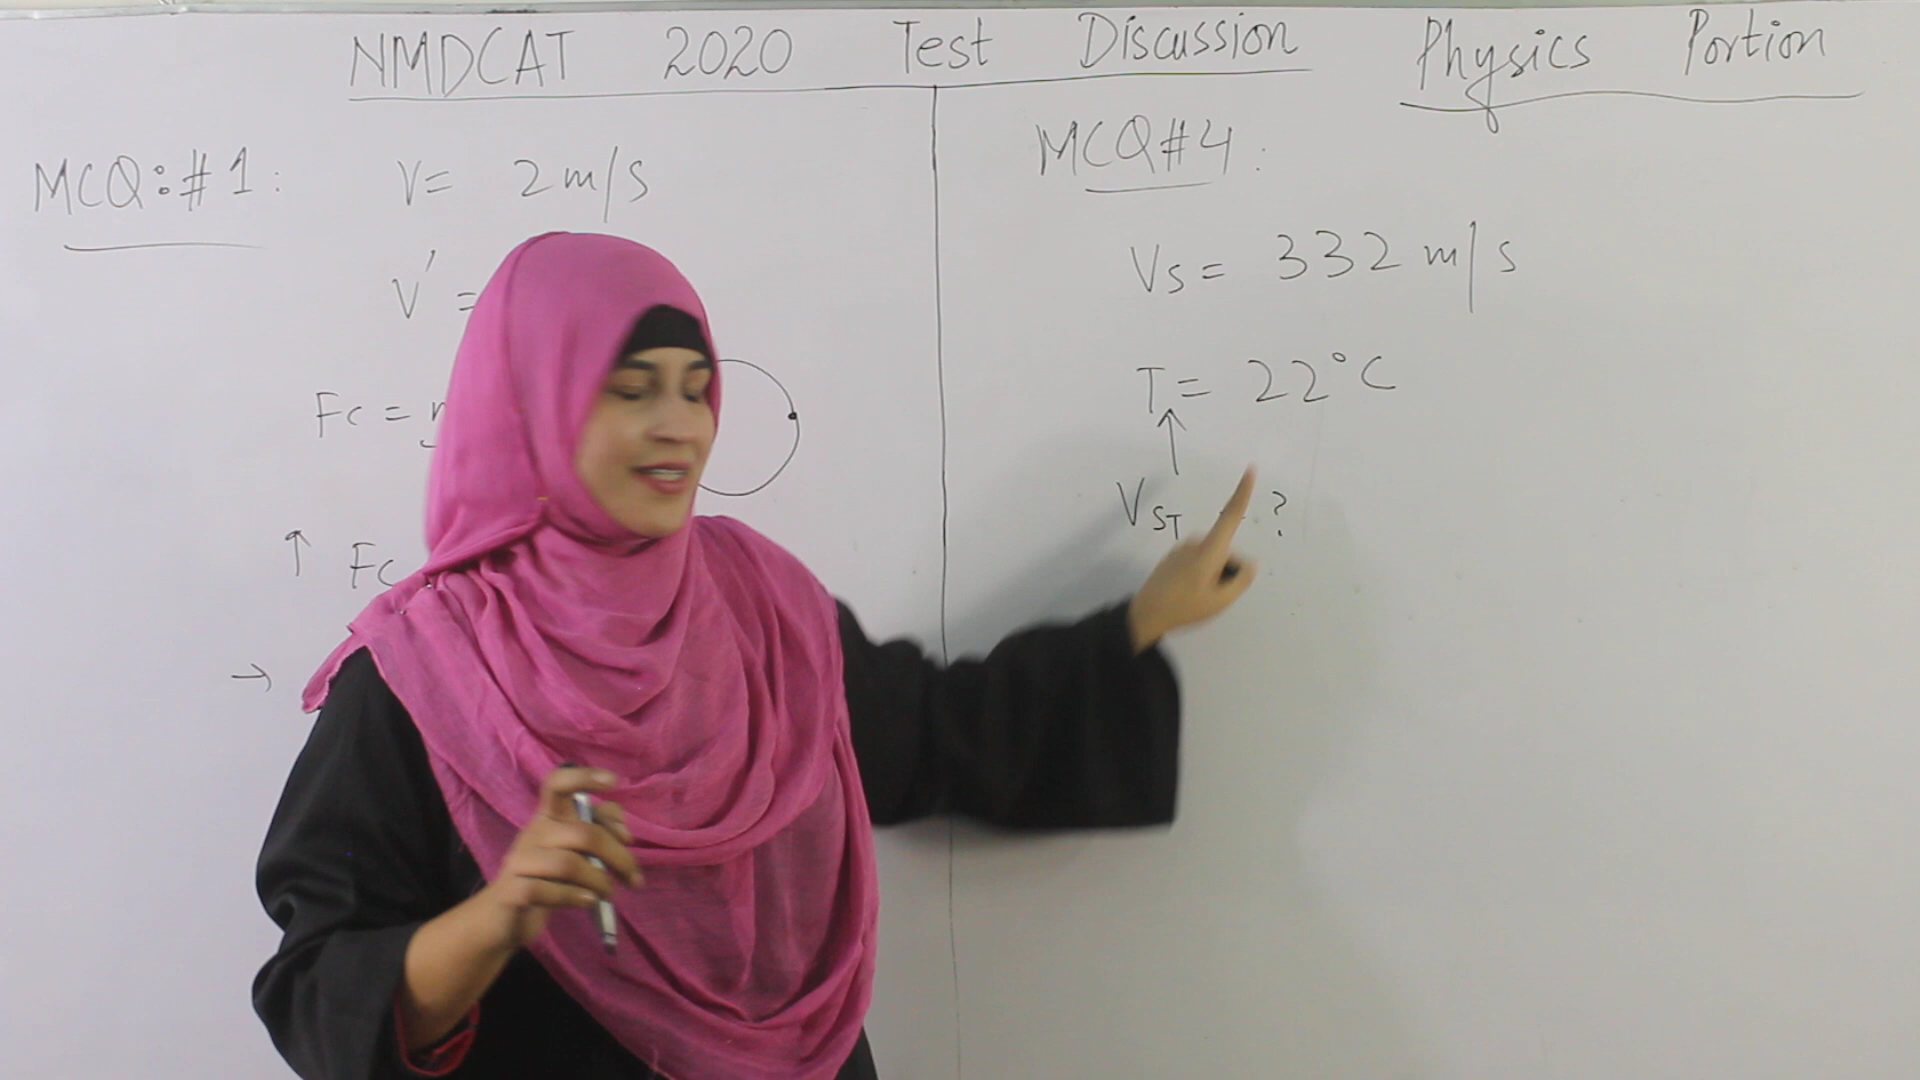 NMDCAT 2020 Test Discussion Physics Portion
MCQ:#1: V= 2m/s
V' =
Fc =
↑ Fc
→
MCQ#4:
Vs = 332 m/s
T = 22°C
↑
VsT = ?